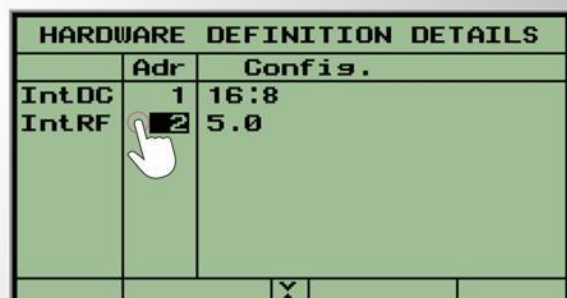 HARDWARE DEFINITION DETAILS
Adr Config.
IntDC 1 16:8
IntRF 2 5.0